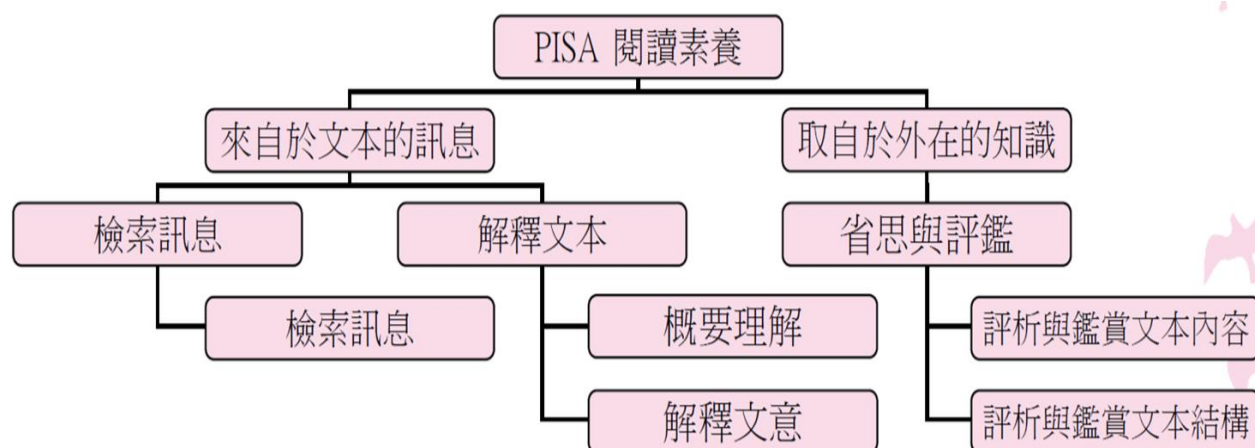 PISA 閱讀素養
來自於文本的訊息
取自於外在的知識
檢索訊息
解釋文本
省思與評鑑
檢索訊息
概要理解
評析與鑑賞文本內容
解釋文意
評析與鑑賞文本結構